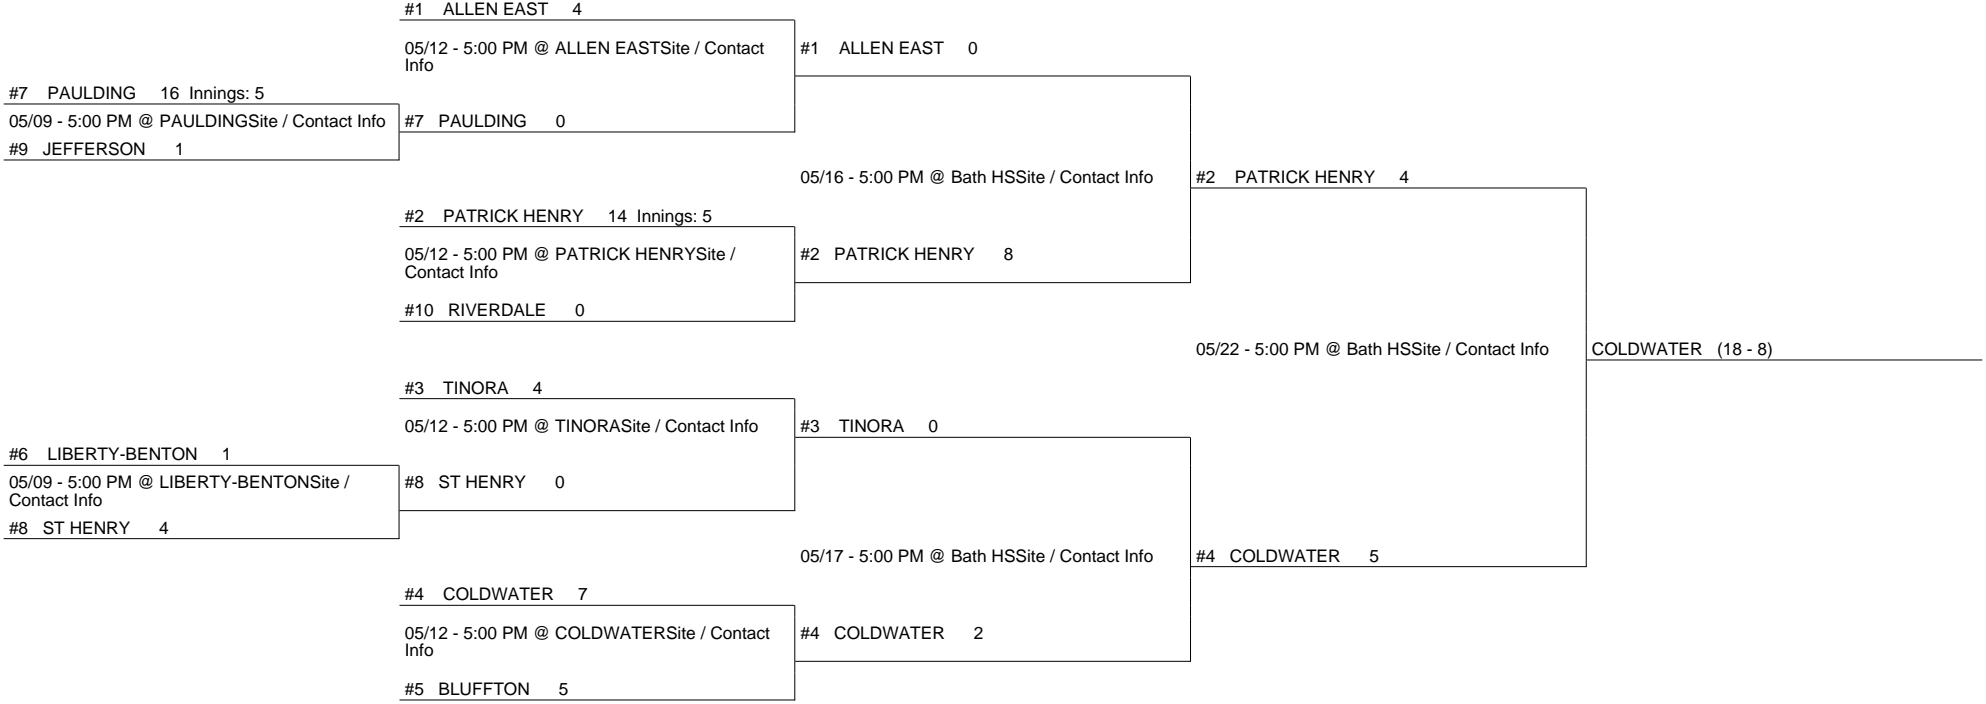 #1 ALLEN EAST 4
05/12 - 5:00 PM @ ALLEN EASTSite / Contact
Info
#1 ALLEN EAST 0
#7 PAULDING 16 Innings: 5
05/09 - 5:00 PM @ PAULDINGSite / Contact Info
#7 PAULDING 0
#9 JEFFERSON 1
05/16 - 5:00 PM @ Bath HSSite / Contact Info
#2 PATRICK HENRY 4
#2 PATRICK HENRY 14 Innings: 5
05/12 - 5:00 PM @ PATRICK HENRYSite /
Contact Info
#2 PATRICK HENRY 8
#10 RIVERDALE 0
05/22 - 5:00 PM @ Bath HSSite / Contact Info
COLDWATER (18 - 8)
#3 TINORA 4
05/12 - 5:00 PM @ TINORASite / Contact Info
#3 TINORA 0
#6 LIBERTY-BENTON 1
05/09 - 5:00 PM @ LIBERTY-BENTONSite /
Contact Info
#8 ST HENRY 0
#8 ST HENRY 4
05/17 - 5:00 PM @ Bath HSSite / Contact Info
#4 COLDWATER 5
#4 COLDWATER 7
05/12 - 5:00 PM @ COLDWATERSite / Contact
Info
#4 COLDWATER 2
#5 BLUFFTON 5